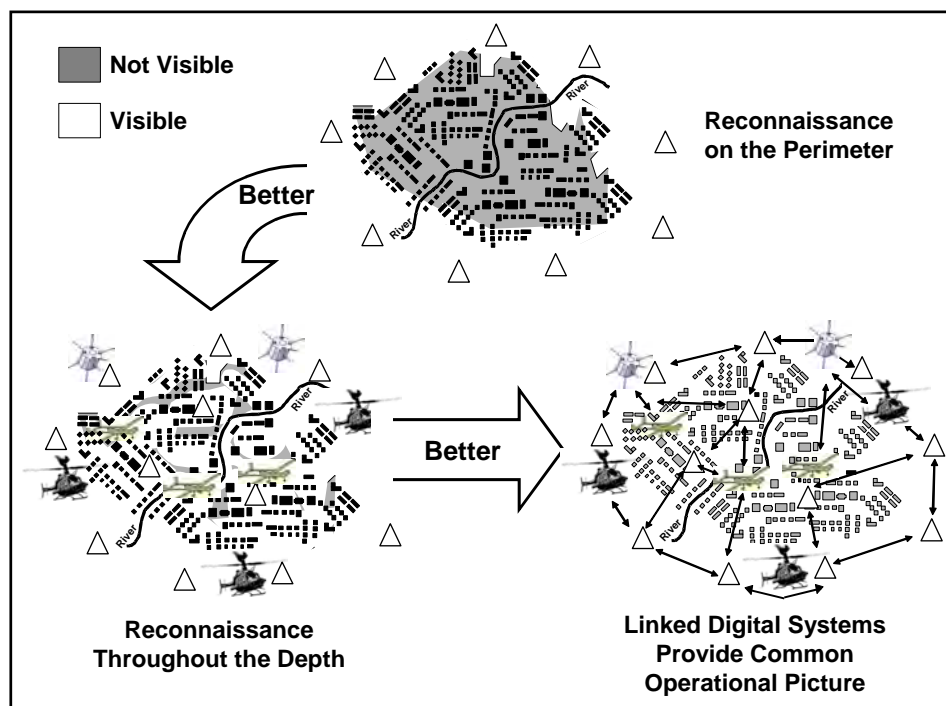 Not Visible
Visible
River
River
Reconnaissance
on the Perimeter
Better
River
River
Better
River
River
Reconnaissance
Throughout the Depth
Linked Digital Systems
Provide Common
Operational Picture